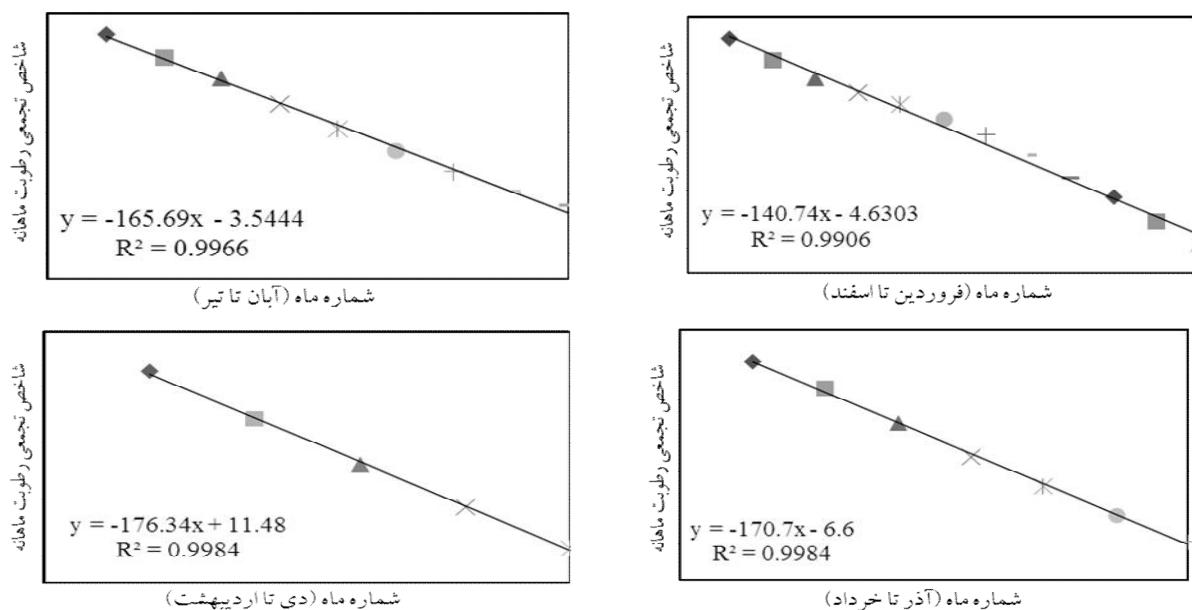 شاخص تجمعی رطوبت ماهانه
y = -165.69x - 3.5444
R² = 0.9966
شماره ماه (آبان تا تیر)
شاخص تجمعی رطوبت ماهانه
y = -140.74x - 4.6303
R² = 0.9906
شماره ماه (فروردین تا اسفند)
شاخص تجمعی رطوبت ماهانه
y = -176.34x + 11.48
R² = 0.9984
شماره ماه (دی تا اردیبهشت)
شاخص تجمعی رطوبت ماهانه
y = -170.7x - 6.6
R² = 0.9984
شماره ماه (آذر تا خرداد)